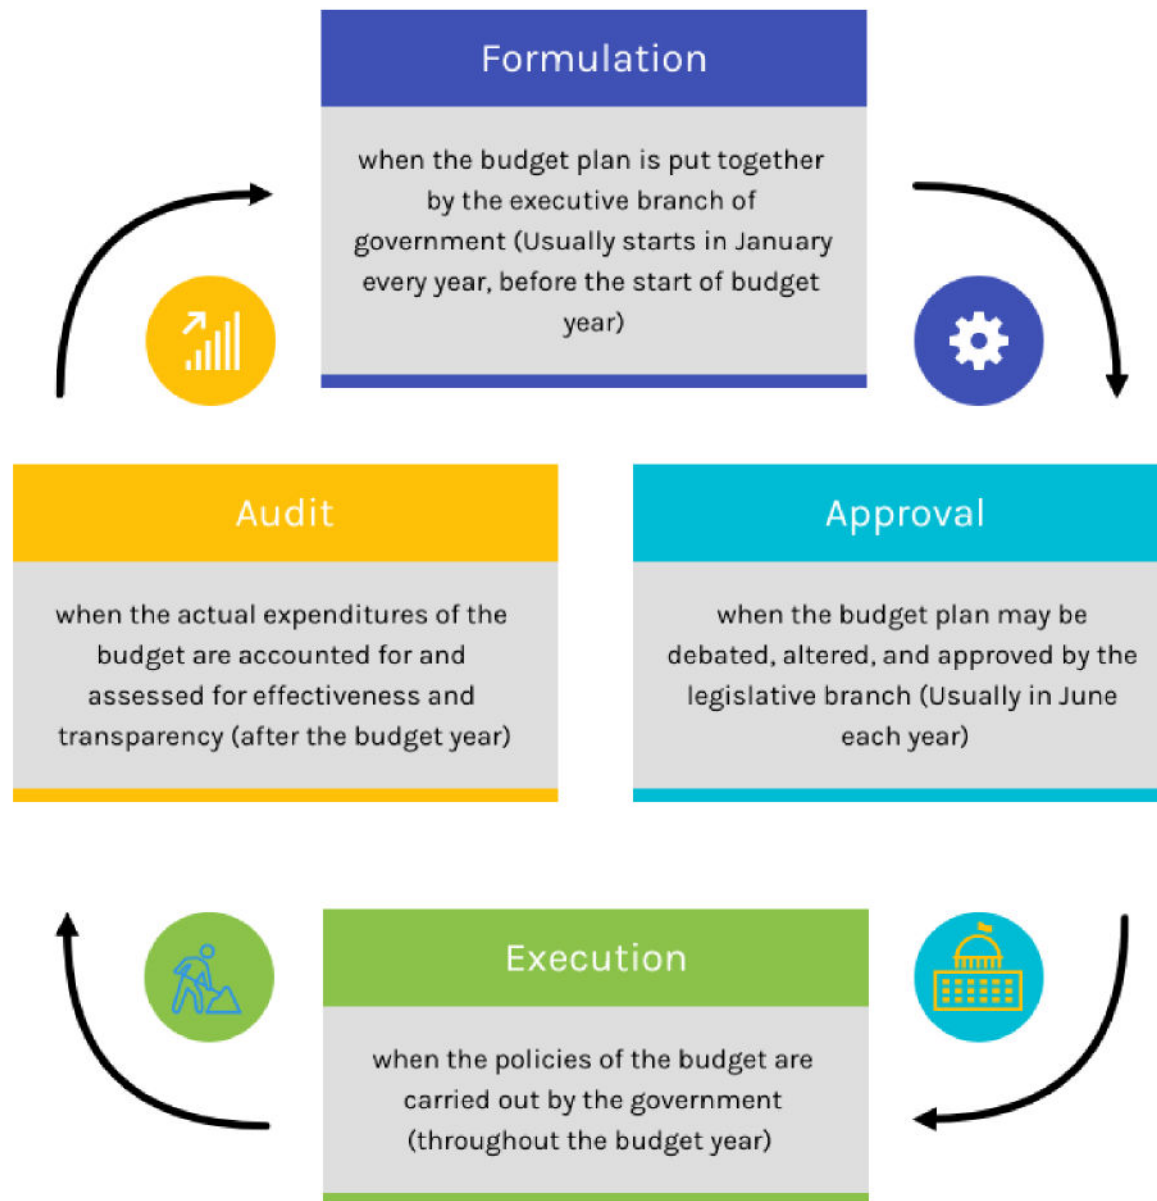 Formulation
when the budget plan is put together
by the executive branch of
government (Usually starts in January
every year, before the start of budget
year)
Audit
when the actual expenditures of the
budget are accounted for and
assessed for effectiveness and
transparency (after the budget year)
Approval
when the budget plan may be
debated, altered, and approved by the
legislative branch (Usually in June
each year)
Execution
when the policies of the budget are
carried out by the government
(throughout the budget year)